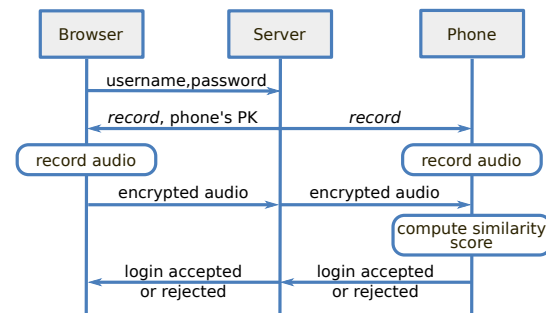 Browser
Server
Phone
username,password
record, phone's PK
record
record audio
record audio
encrypted audio
encrypted audio
compute similarity
score
login accepted
or rejected
login accepted
or rejected